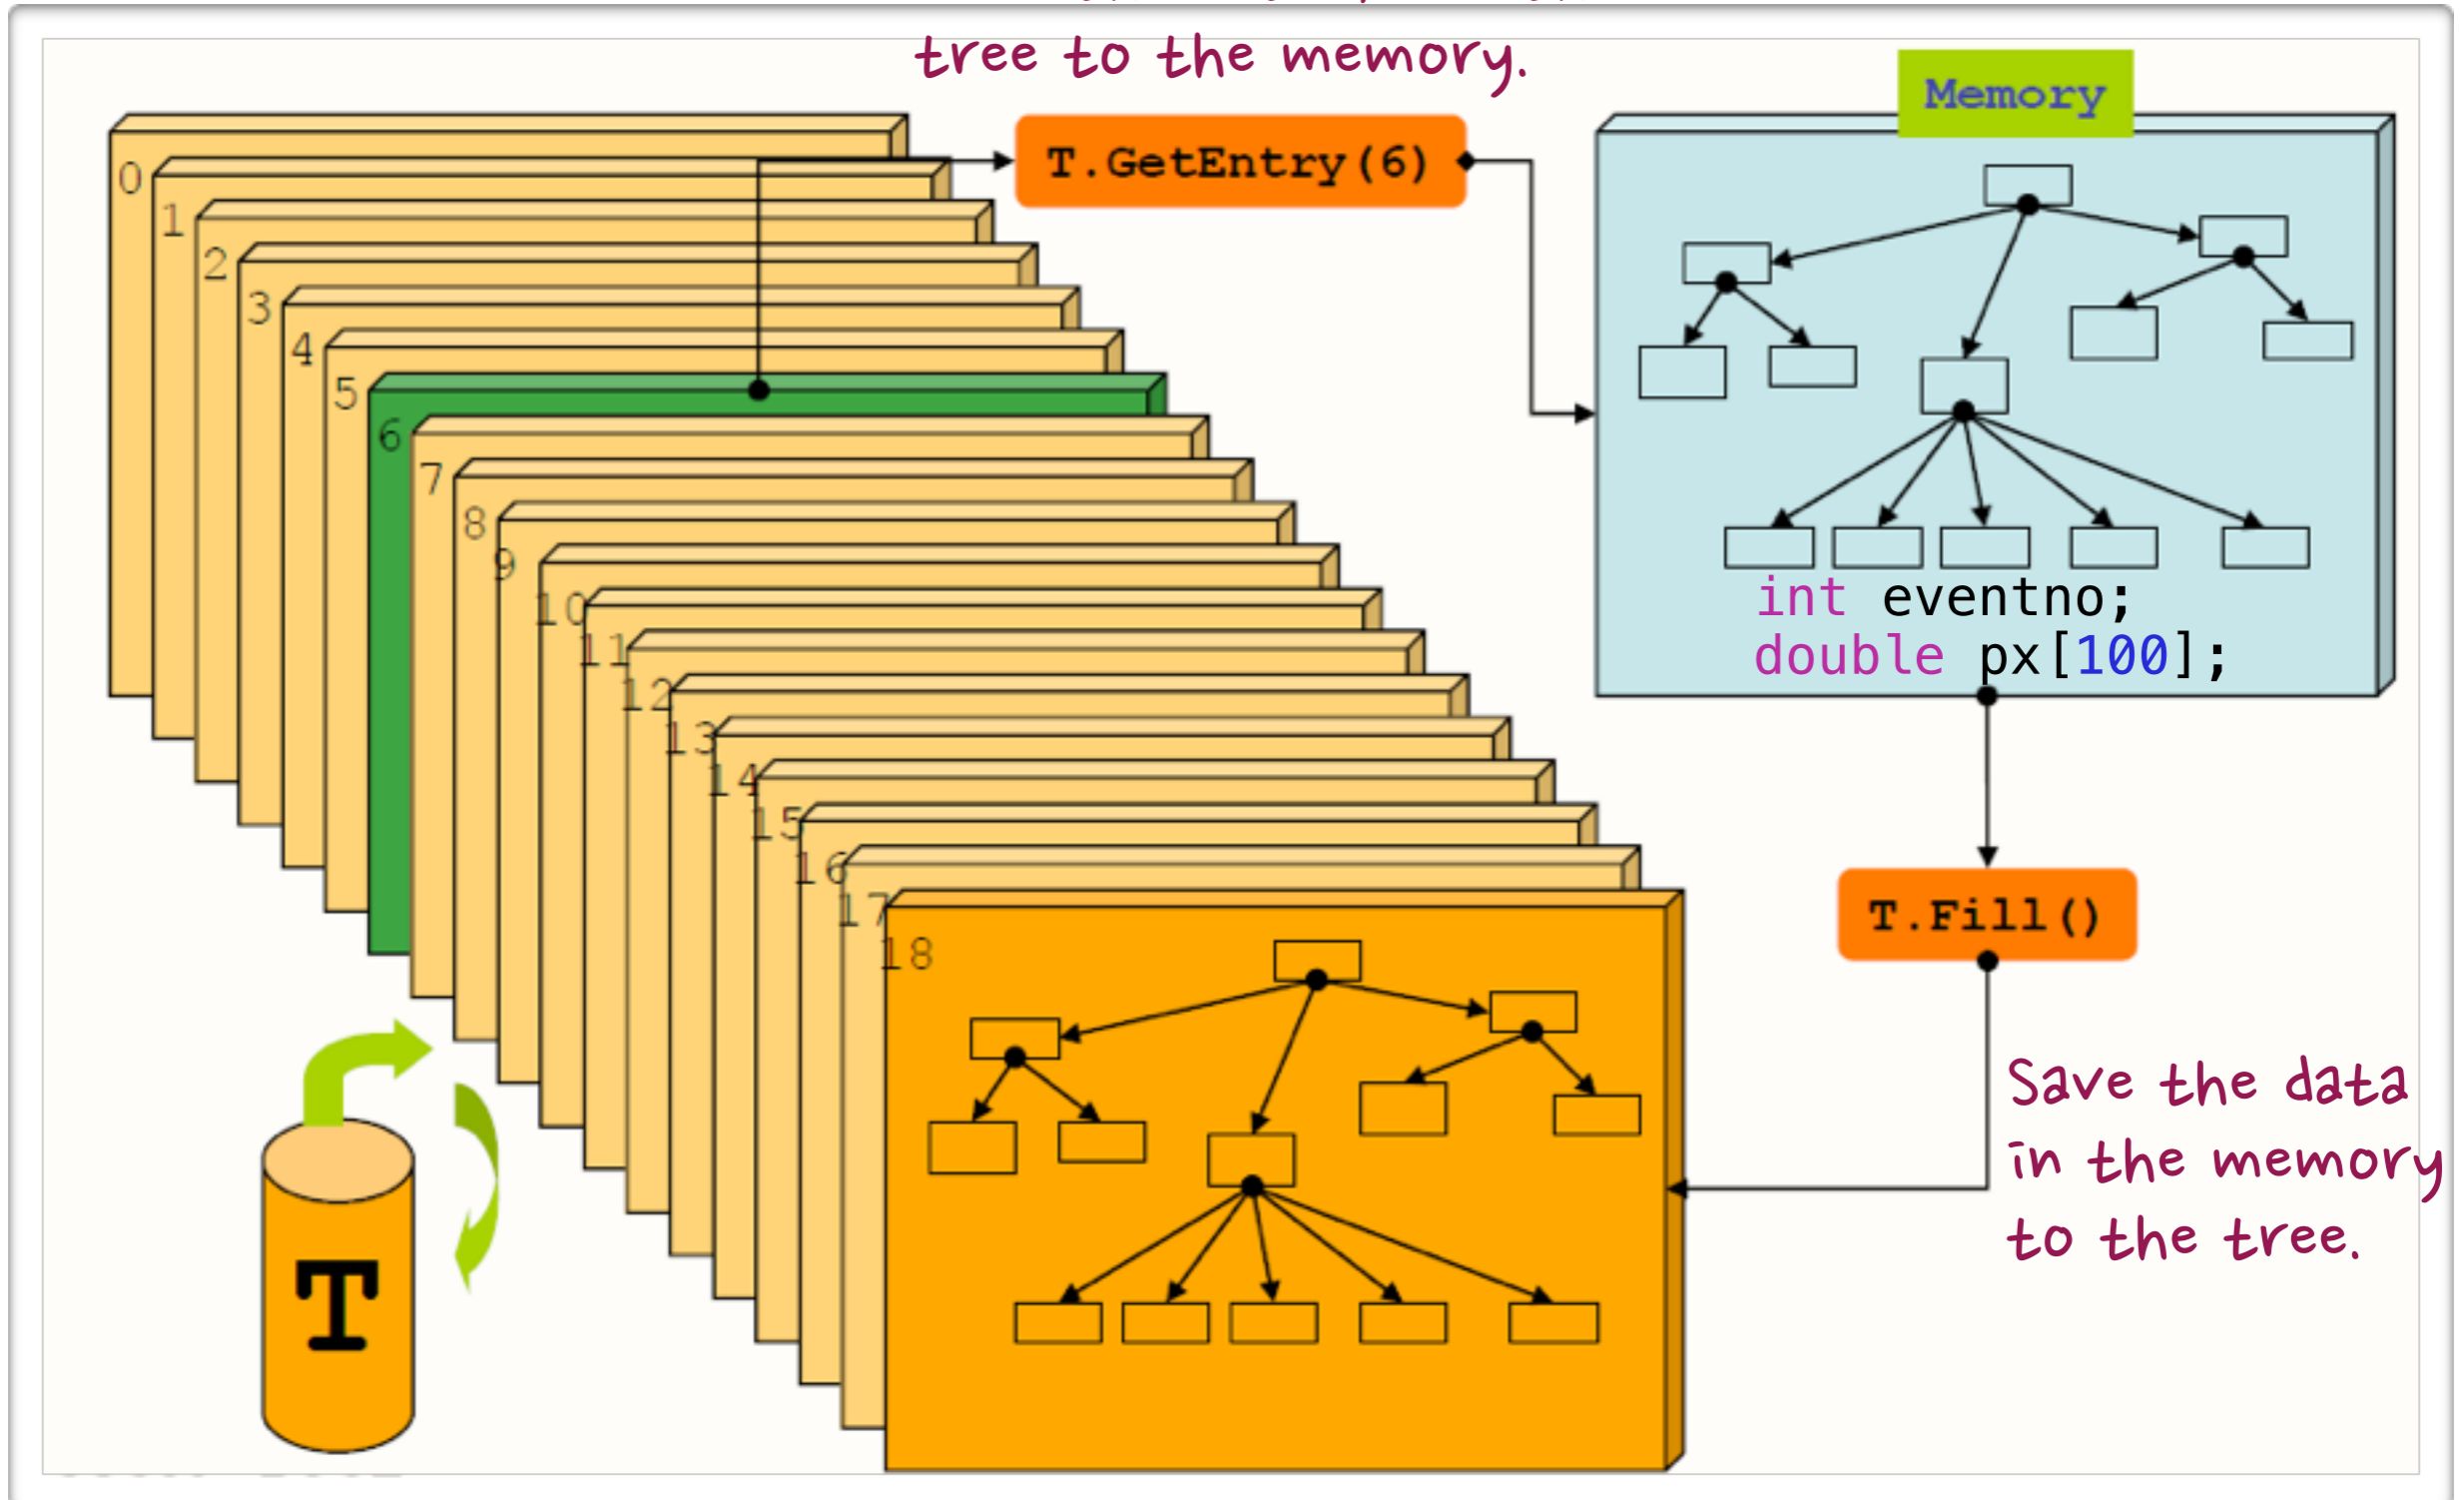 tree to the memory.
Memory
T.GetEntry(6)
0
1
2
3
4
5
6
7
8
9
10
11
12
13
14
15
16
17
18
int eventno;
double px[100];
T.Fill()
Save the data
in the memory
to the tree.
T